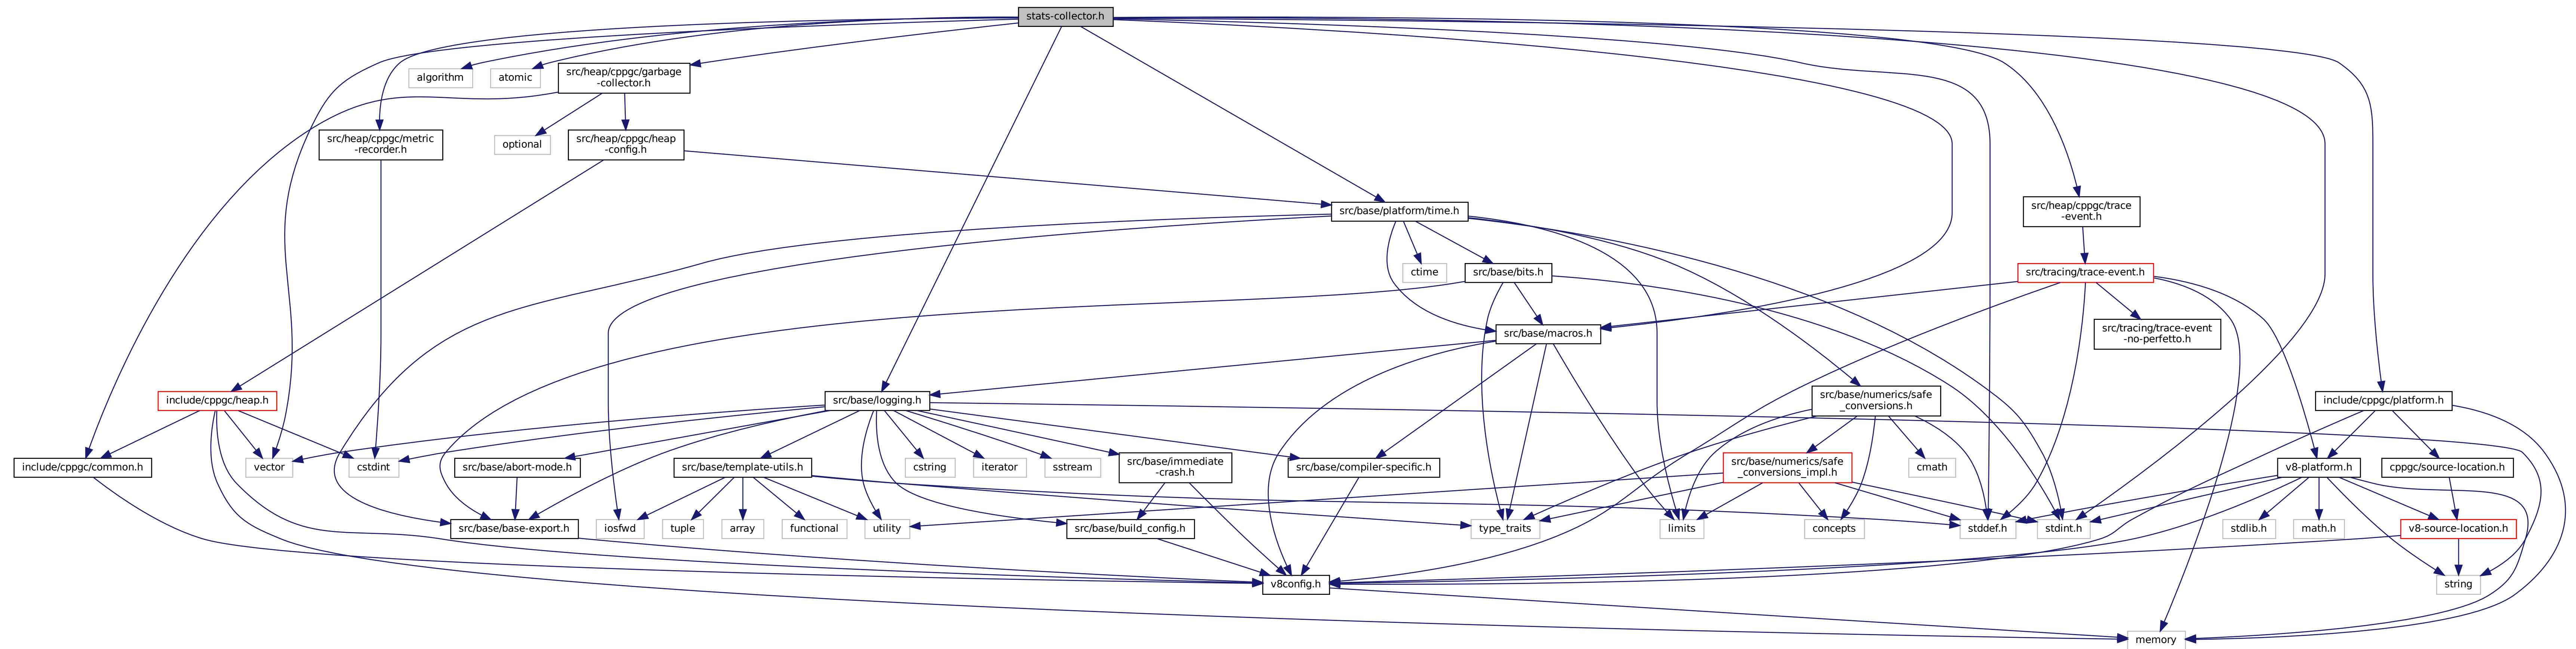 stats-collector.h
algorithm
atomic
src/heap/cppgc/garbage
-collector.h
src/heap/cppgc/metric
-recorder.h
optional
src/heap/cppgc/heap
-config.h
src/base/platform/time.h
src/heap/cppgc/trace
-event.h
ctime
src/base/bits.h
src/tracing/trace-event.h
src/base/macros.h
src/tracing/trace-event
-no-perfetto.h
include/cppgc/heap.h
src/base/logging.h
src/base/numerics/safe
_conversions.h
include/cppgc/platform.h
include/cppgc/common.h
vector
cstdint
src/base/abort-mode.h
src/base/template-utils.h
cstring
iterator
sstream
src/base/immediate
-crash.h
src/base/compiler-specific.h
src/base/numerics/safe
_conversions_impl.h
cmath
v8-platform.h
cppgc/source-location.h
src/base/base-export.h
iosfwd
tuple
array
functional
utility
src/base/build_config.h
type_traits
limits
concepts
stddef.h
stdint.h
stdlib.h
math.h
v8-source-location.h
v8config.h
string
memory